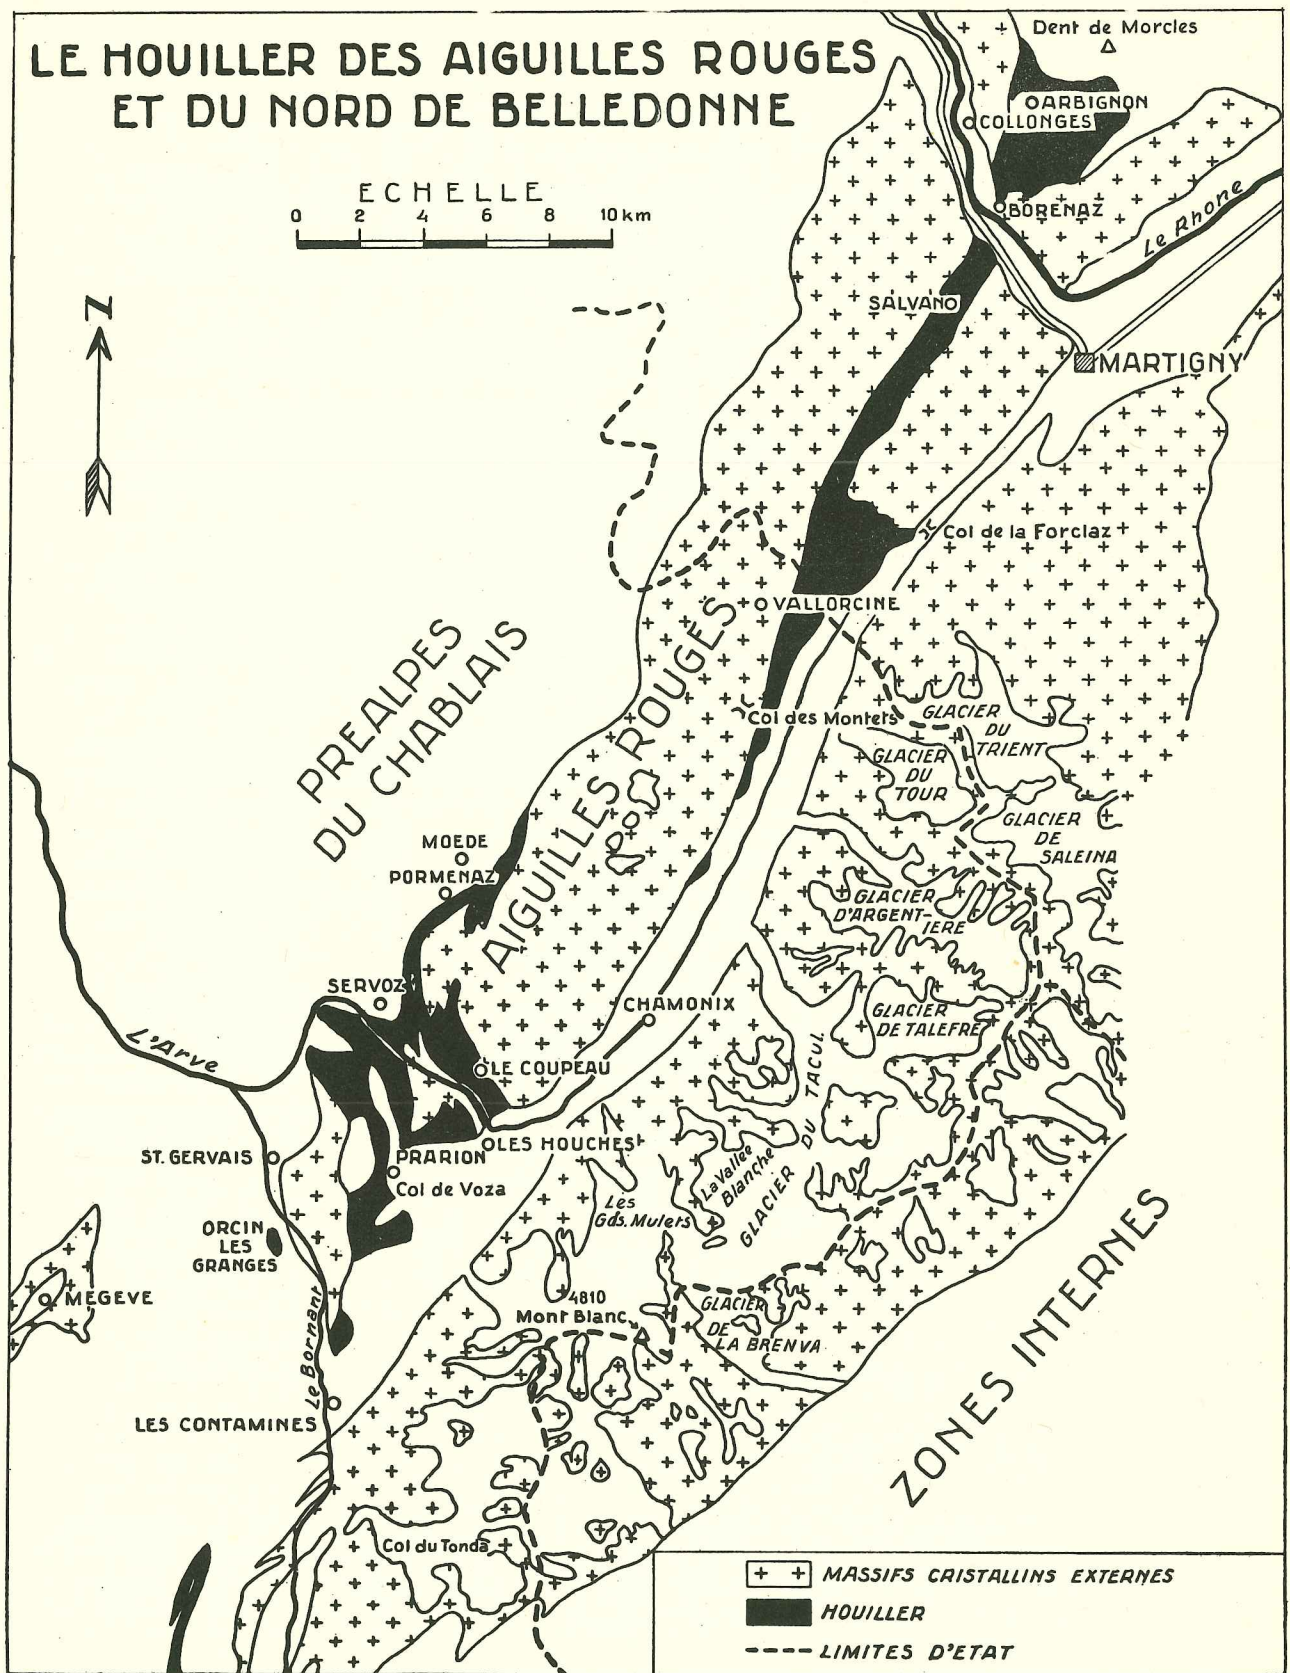 LE HOUILLER DES AIGUILLES ROUGES
ET DU NORD DE BELLEDONNE
ECHELLE
0 2 4 6 8 10 km
N
Dent de Morcles
ARBIGNON
COLLONGES
BORENAZ
Le Rhone
SALVANO
MARTIGNY
Col de la Forclaz
VALLORCINE
PREALPES
DU CHABLAIS
AIGUILLES ROUGES
Col des Montets
GLACIER
DU
TRIENT
GLACIER
DU
TOUR
GLACIER
DE
SALEINA
MOEDE
PORMENAZ
GLACIER
D'ARGENT-
IERE
SERVOZ
CHAMONIX
GLACIER
DE TALEFRE
L'Arve
LE COUPEAU
GLACIER DU TACUL
LES HOUCHES
ST. GERVAIS
PRARION
Col de Voza
La Vallée
Blanche
Les
Gds. Mulets
ORCIN
LES
GRANGES
MEGEVE
4810
Mont Blanc
GLACIER
DE
LA BRENVA
Le Bornant
ZONES INTERNES
LES CONTAMINES
Col du Tonda
MASSIFS CRISTALLINS EXTERNES
HOUILLER
LIMITES D'ETAT